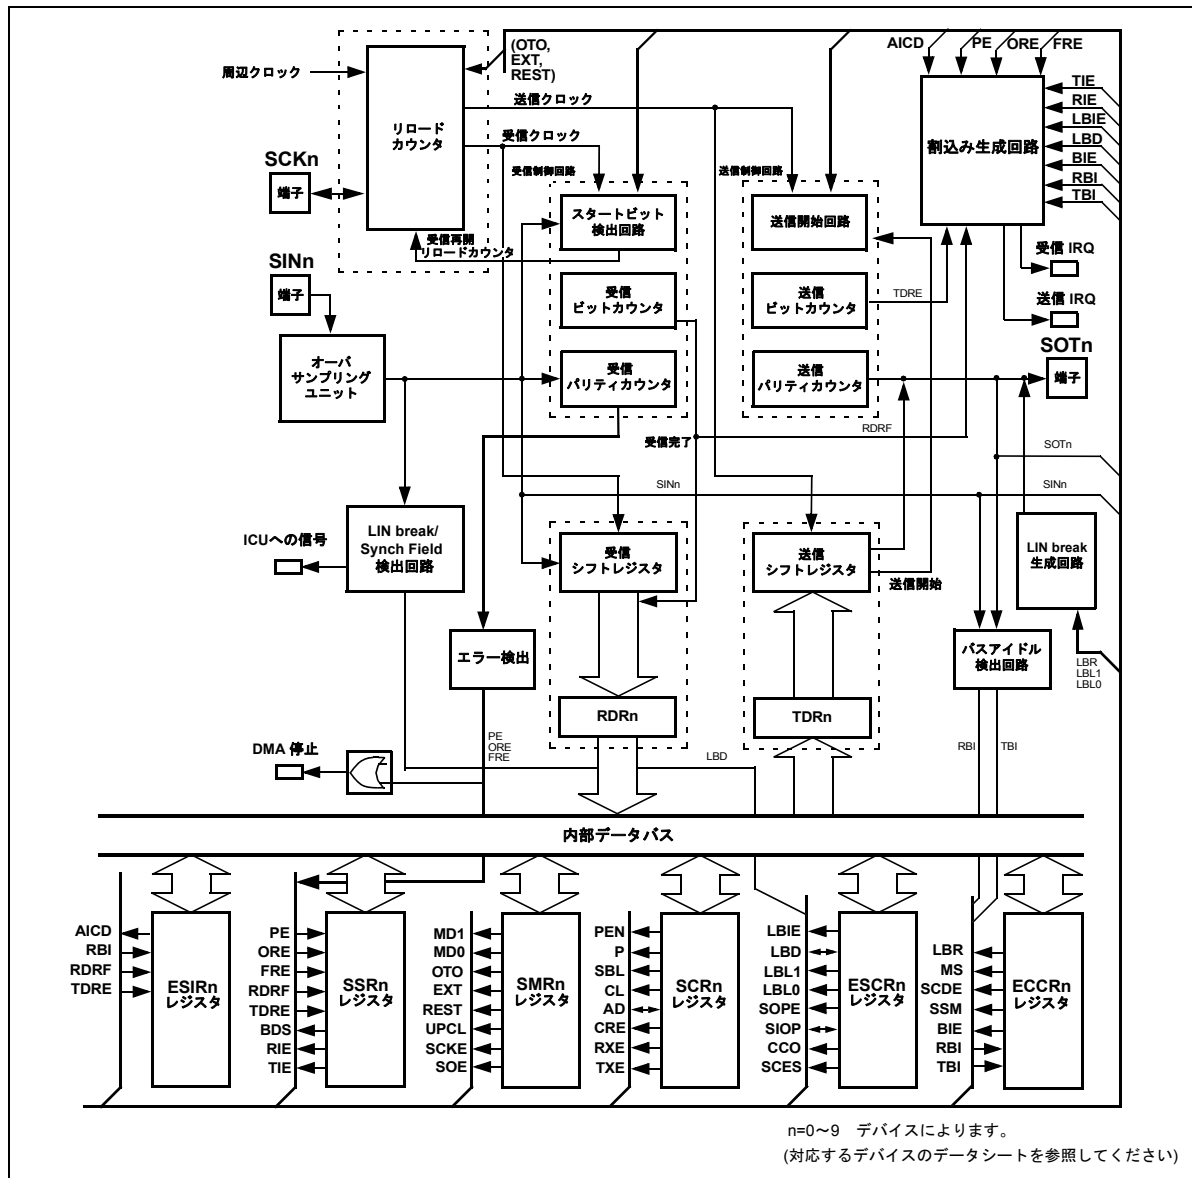 (OTO,
EXT,
REST)
AICD
PE
ORE
FRE
周辺クロック
リロード
カウンタ
送信クロック
受信クロック
TIE
RIE
LBIE
LBD
BIE
RBI
TBI
割込み生成回路
SCKn
端子
受信制御回路
送信制御回路
スタートビット
検出回路
送信開始回路
受信再開
リロードカウンタ
受信 IRQ
SINn
端子
受信
ビットカウンタ
送信
ビットカウンタ
TDRE
送信 IRQ
SOTn
端子
オーバ
サンプリング
ユニット
受信
パリティカウンタ
送信
パリティカウンタ
RDRF
受信完了
SOTn
SINn
SINn
ICUへの信号
LIN break/
Synch Field
検出回路
受信
シフトレジスタ
送信
シフトレジスタ
送信開始
LIN break
生成回路
エラー検出
バスアイドル
検出回路
LBR
LBL1
LBL0
RDRn
TDRn
DMA 停止
PE
ORE
FRE
LBD
RBI
TBI
内部データバス
AICD
RBI
RDRF
TDRE
ESIRn
レジスタ
PE
ORE
FRE
RDRF
TDRE
BDS
RIE
TIE
SSRn
レジスタ
MD1
MD0
OTO
EXT
REST
UPCL
SCKE
SOE
SMRn
レジスタ
PEN
P
SBL
CL
AD
CRE
RXE
TXE
SCRn
レジスタ
LBIE
LBD
LBL1
LBL0
SOPE
SIOP
CCO
SCES
ESCRn
レジスタ
LBR
MS
SCDE
SSM
BIE
RBI
TBI
ECCRn
レジスタ
n=0～9　デバイスによります。
(対応するデバイスのデータシートを参照してください)